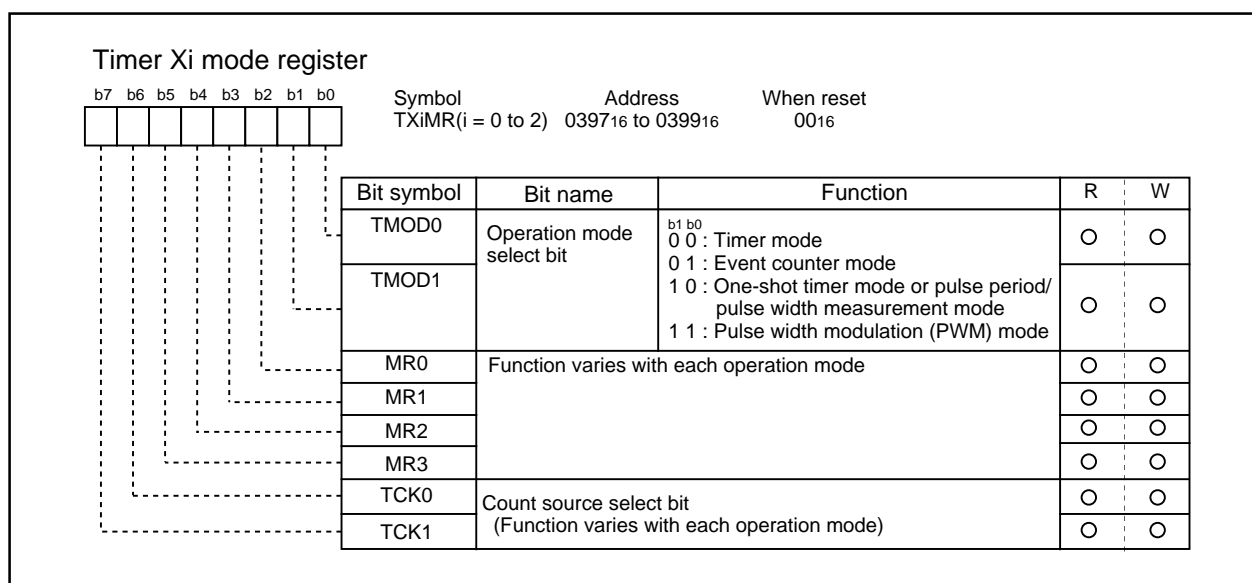 Timer Xi mode register
b7 b6 b5 b4 b3 b2 b1 b0
Symbol Address When reset
TXiMR(i = 0 to 2) 039716 to 039916 0016
Bit symbol Bit name Function R W
TMOD0 Operation mode select bit
b1 b0
0 0 : Timer mode
0 1 : Event counter mode
TMOD1
1 0 : One-shot timer mode or pulse period/
pulse width measurement mode
1 1 : Pulse width modulation (PWM) mode
MR0 Function varies with each operation mode
MR1
MR2
MR3
TCK0 Count source select bit
TCK1 (Function varies with each operation mode)